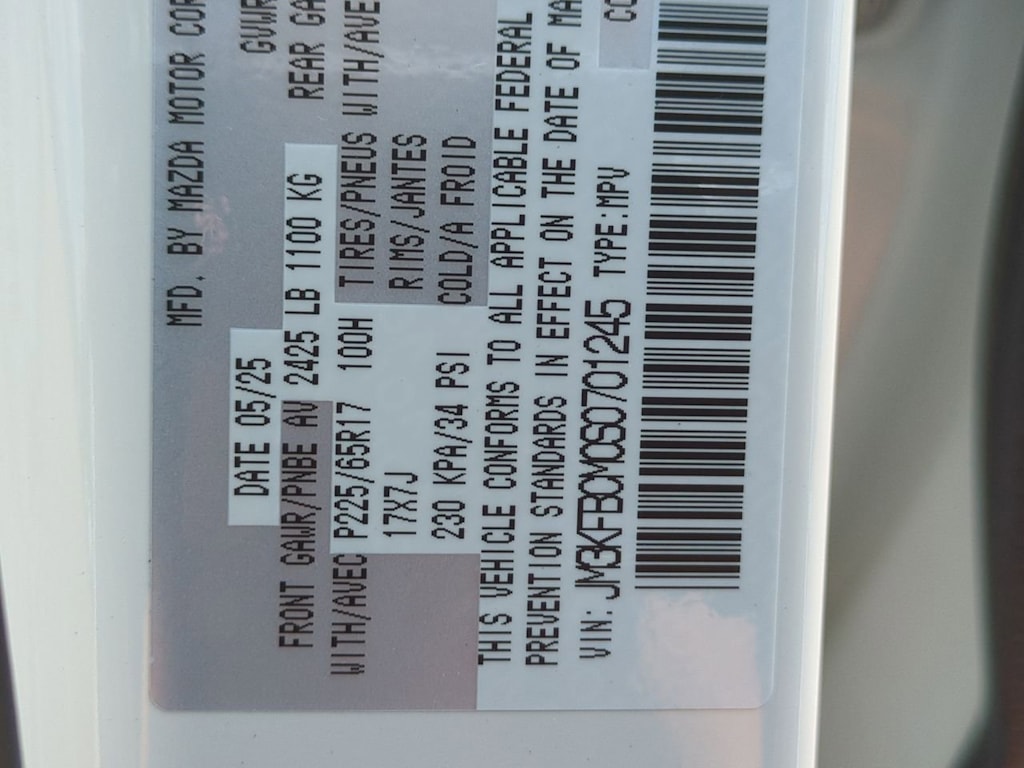 MFD. BY MAZDA MOTOR COR
DATE 05/25 GVWR
FRONT GAWR/PNBE AV 2425 LB 1100 KG REAR GA
WITH/AVEC P225/65R17 100H TIRES/PNEUS WITH/AVE
17X7J RIMS/JANTES
230 KPA/34 PSI COLD/A FROID
THIS VEHICLE CONFORMS TO ALL APPLICABLE FEDERAL
PREVENTION STANDARDS IN EFFECT ON THE DATE OF MA
VIN: JM3KFBCM0S0701245 TYPE:MPV CO